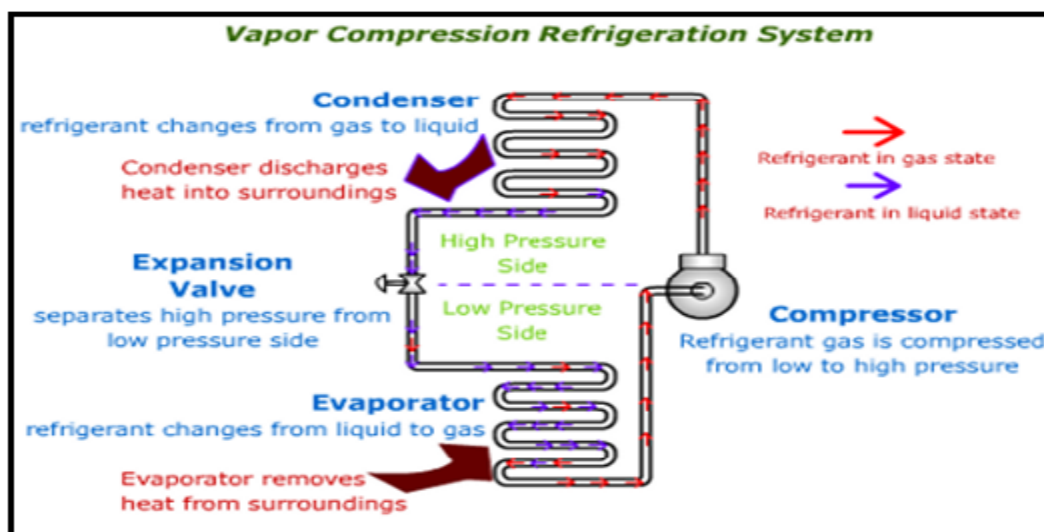 Vapor Compression Refrigeration System
Condenser
refrigerant changes from gas to liquid
Condenser discharges
heat into surroundings
Refrigerant in gas state
Refrigerant in liquid state
High Pressure
Side
Expansion
Valve
separates high pressure from
low pressure side
Low Pressure
Side
Compressor
Refrigerant gas is compressed
from low to high pressure
Evaporator
refrigerant changes from liquid to gas
Evaporator removes
heat from surroundings